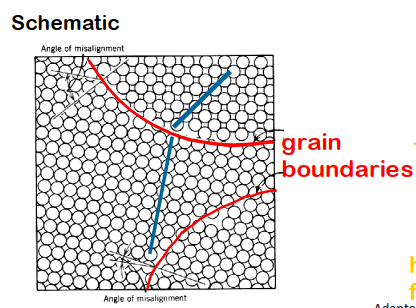 Schematic
Angle of misalignment
grain
boundaries
Angle of misalignment